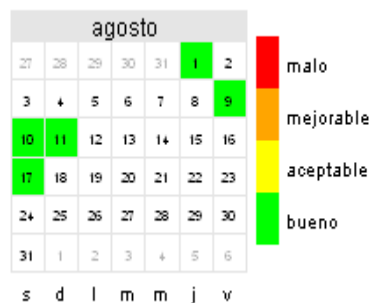 agosto
27 28 29 30 31 1 2
3 4 5 6 7 8 9
10 11 12 13 14 15 16
17 18 19 20 21 22 23
24 25 26 27 28 29 30
31 1 2 3 4 5 6
s d l m m j v
malo
mejorable
aceptable
bueno